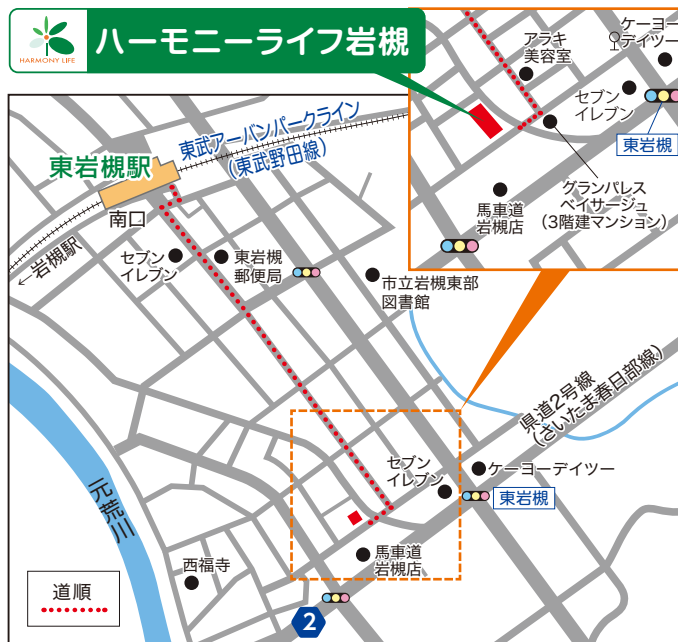 HARMONY LIFE
ハーモニーライフ岩槻
アラキ
美容室
ケーヨー
デイツー
セブン
イレブン
東岩槻
グランパレス
ベイサージュ
(3階建マンション)
馬車道
岩槻店
東武アーバンパークライン
(東武野田線)
東岩槻駅
南口
←岩槻駅
セブン
イレブン
東岩槻
郵便局
市立岩槻東部
図書館
県道2号線
(さいたま春日部線)
セブン
イレブン
ケーヨーデイツー
東岩槻
元荒川
西福寺
馬車道
岩槻店
道順
2